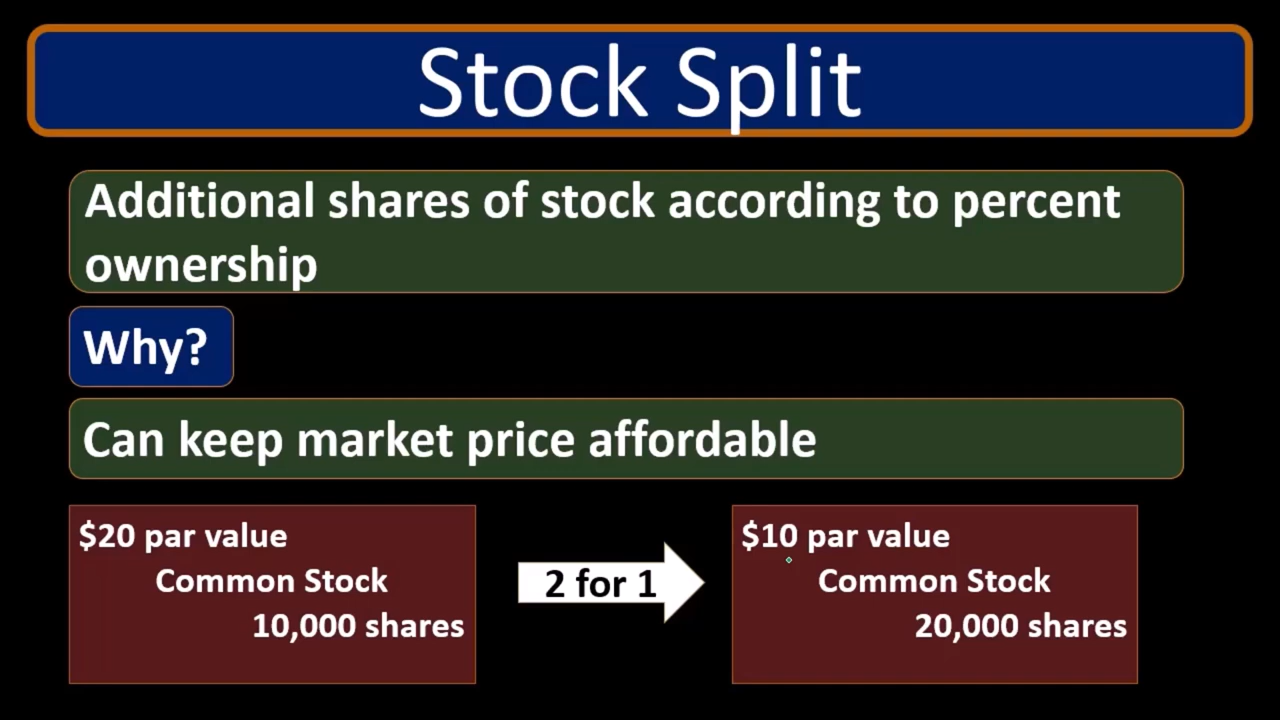 Stock Split
Additional shares of stock according to percent
ownership
Why?
Can keep market price affordable
$20 par value
Common Stock
10,000 shares
2 for 1
$10 par value
Common Stock
20,000 shares